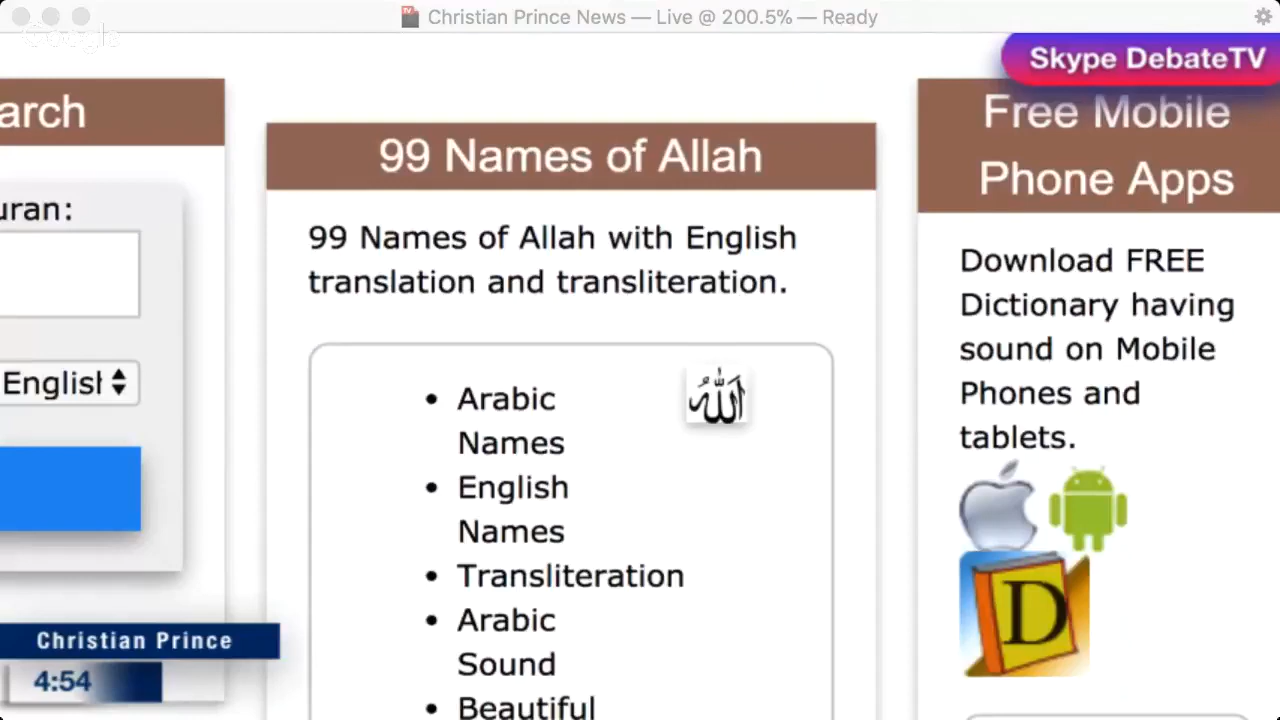 Christian Prince News — Live @ 200.5% — Ready
Google
Skype DebateTV
arch
uran:
English
99 Names of Allah
99 Names of Allah with English
translation and transliteration.
الله
• Arabic
Names
• English
Names
• Transliteration
• Arabic
Sound
• Beautiful
Free Mobile
Phone Apps
Download FREE
Dictionary having
sound on Mobile
Phones and
tablets.
D
Christian Prince
4:54